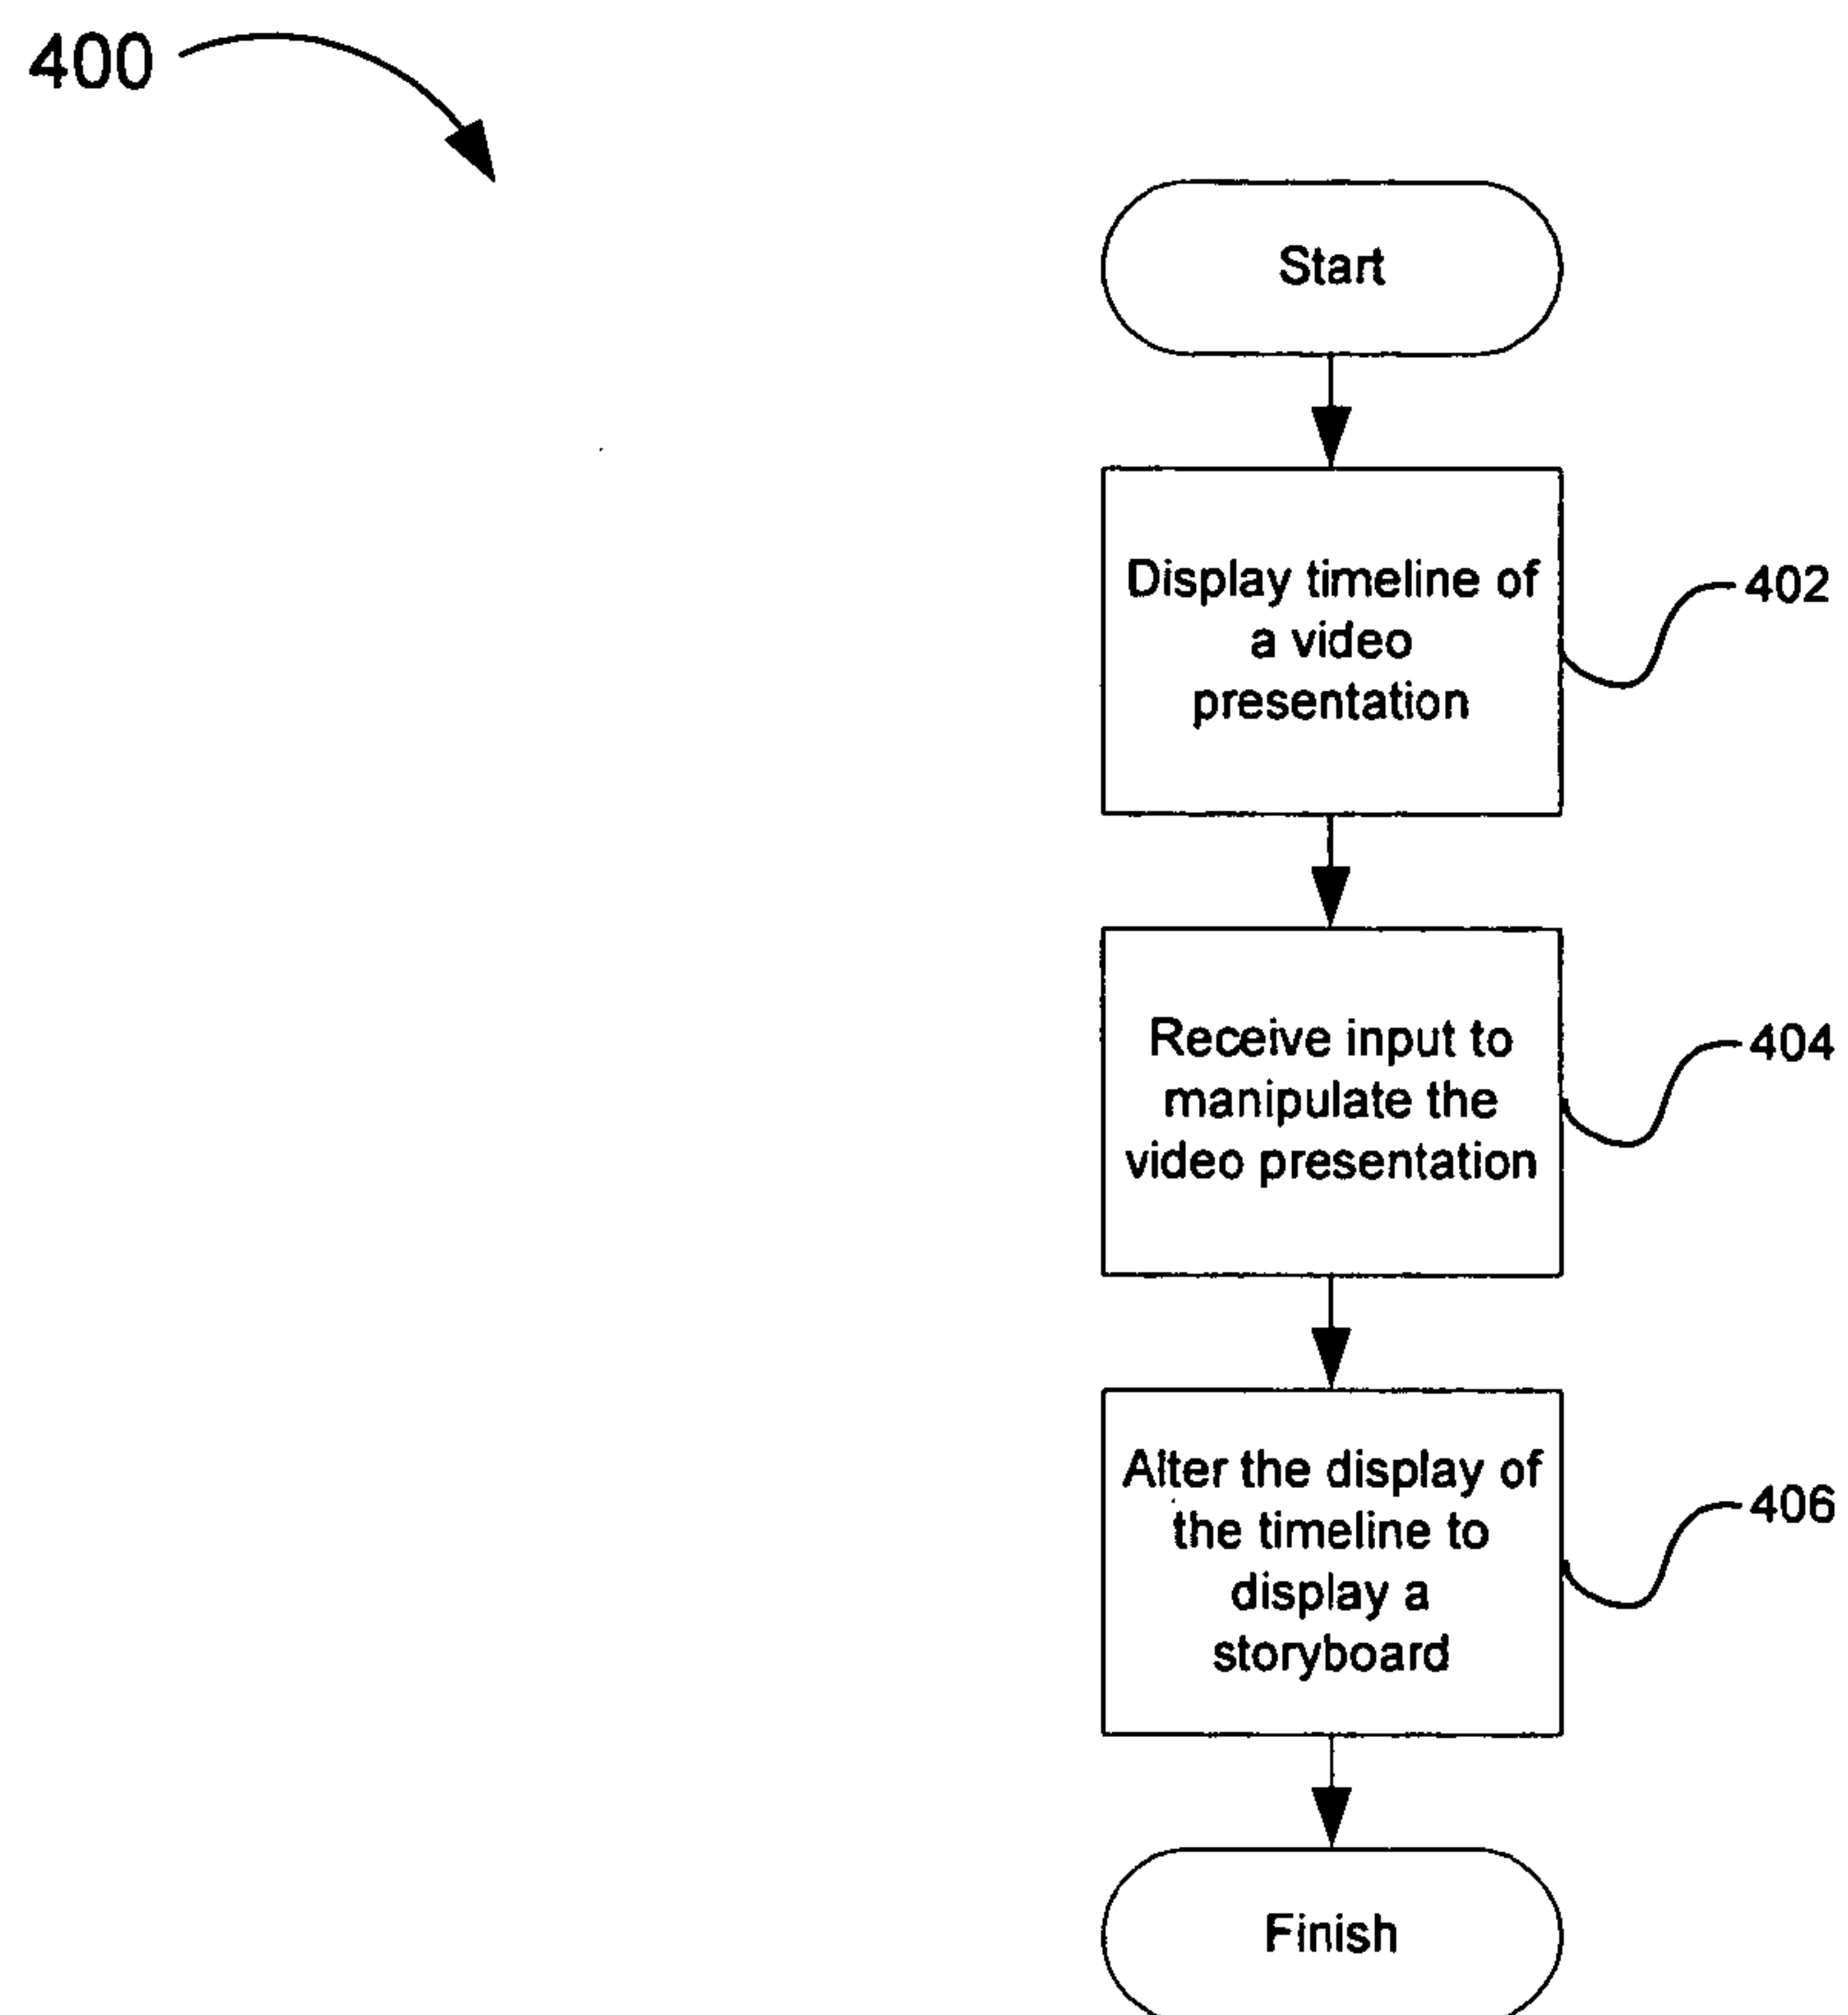 400
Start
Display timeline of
a video
presentation
402
Receive input to
manipulate the
video presentation
404
Alter the display of
the timeline to
display a
storyboard
406
Finish